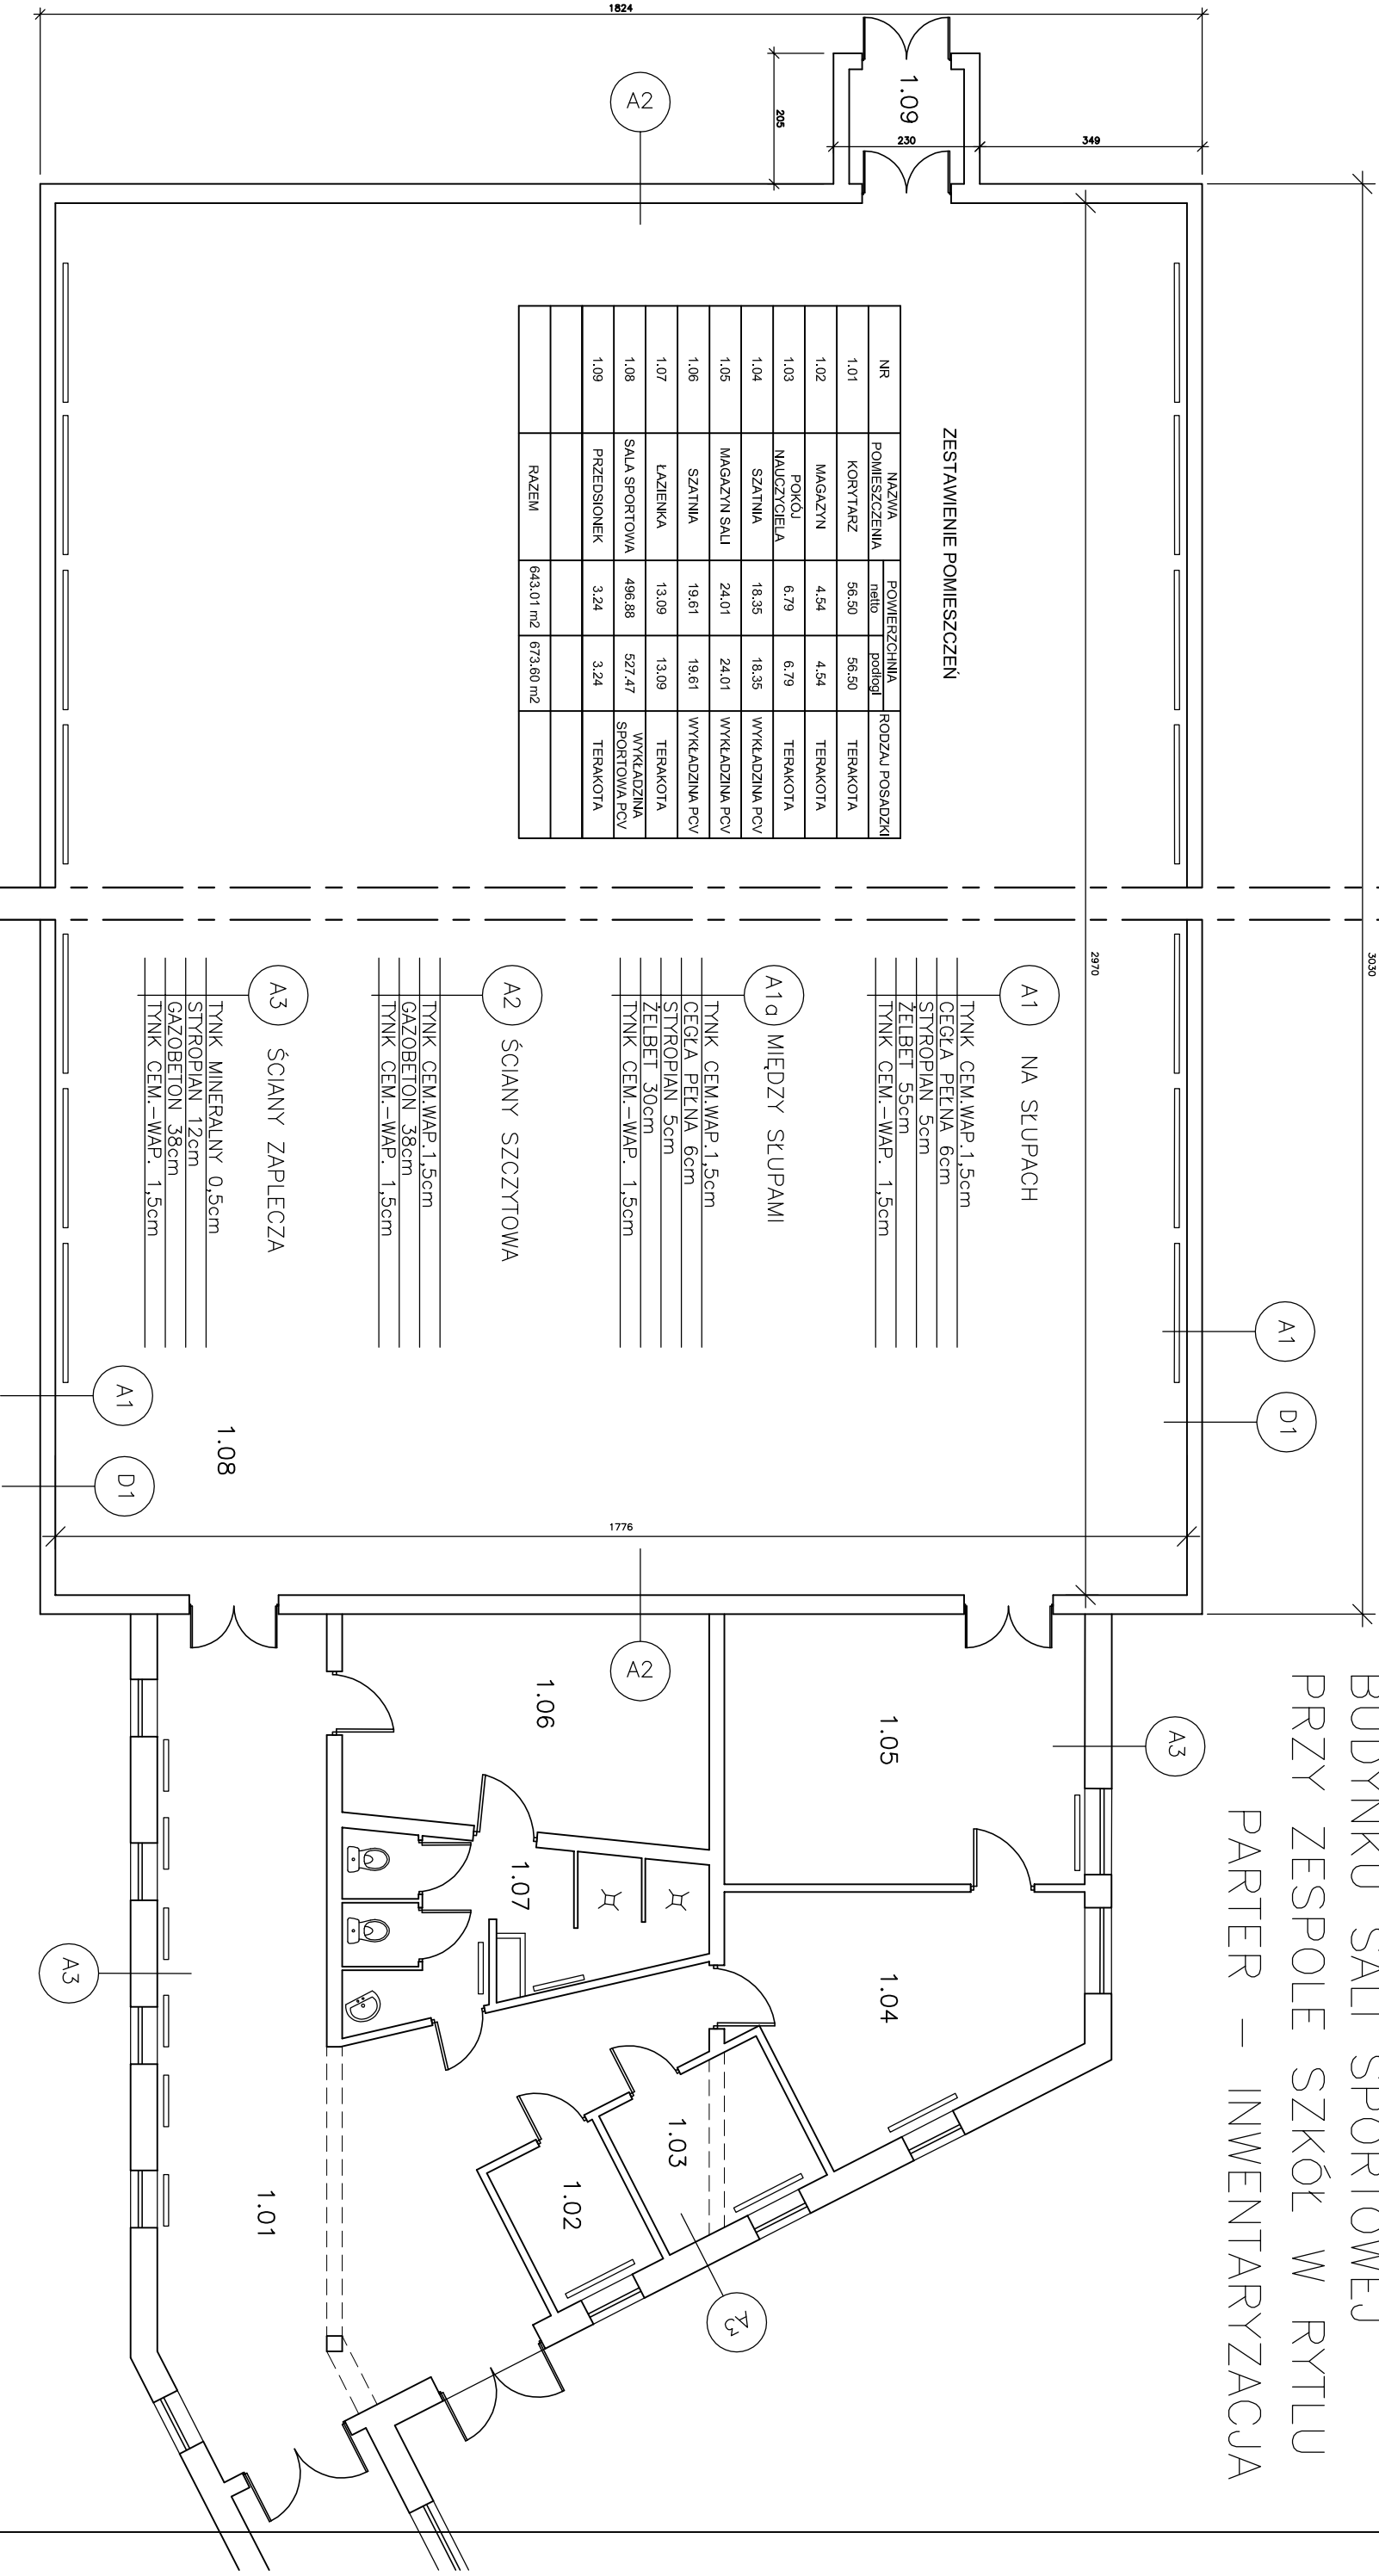 BUDYNKU SALI SPORTOWEJ
PRZY ZESPOLE SZKÓŁ W RYTLU
PARTER – INWENTARYZACJA
3030
2970
1824
349
230
205
1776
1.09
A2
ZESTAWIENIE POMIESZCZEŃ
NR NAZWA POMIESZCZENIA POWIERZCHNIA netto podłogi RODZAJ POSADZKI
1.01 KORYTARZ 56.50 56.50 TERAKOTA
1.02 MAGAZYN 4.54 4.54 TERAKOTA
1.03 POKÓJ NAUCZYCIELA 6.79 6.79 TERAKOTA
1.04 SZATNIA 18.35 18.35 WYKŁADZINA PCV
1.05 MAGAZYN SALI 24.01 24.01 WYKŁADZINA PCV
1.06 SZATNIA 19.61 19.61 WYKŁADZINA PCV
1.07 ŁAZIENKA 13.09 13.09 TERAKOTA
1.08 SALA SPORTOWA 496.88 527.47 WYKŁADZINA SPORTOWA PCV
1.09 PRZEDSIONEK 3.24 3.24 TERAKOTA
RAZEM 643.01 m2 673.60 m2
A1 NA SŁUPACH
TYNK CEM.WAP.1,5cm
CEGŁA PEŁNA 6cm
STYROPIAN 5cm
ŻELBET 55cm
TYNK CEM.–WAP. 1,5cm
A1a MIĘDZY SŁUPAMI
TYNK CEM.WAP.1,5cm
CEGŁA PEŁNA 6cm
STYROPIAN 5cm
ŻELBET 30cm
TYNK CEM.–WAP. 1,5cm
A2 ŚCIANY SZCZYTOWA
TYNK CEM.WAP.1,5cm
GAZOBETON 38cm
TYNK CEM.–WAP. 1,5cm
A3 ŚCIANY ZAPLECZA
TYNK MINERALNY 0,5cm
STYROPIAN 12cm
GAZOBETON 38cm
TYNK CEM.–WAP. 1,5cm
A1
D1
A1
D1
1.08
A2
A3
1.05
1.06
1.07
1.04
1.03
1.02
1.01
A3
A3